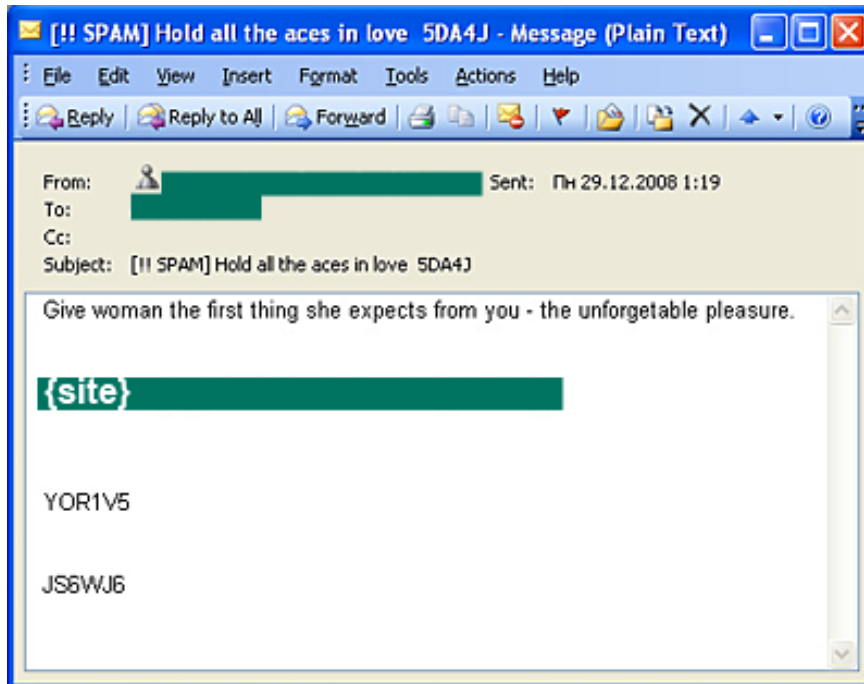 [!! SPAM] Hold all the aces in love 5DA4J - Message (Plain Text)
File Edit View Insert Format Tools Actions Help
Reply Reply to All Forward
From: Sent: Пн 29.12.2008 1:19
To:
Cc:
Subject: [!! SPAM] Hold all the aces in love 5DA4J
Give woman the first thing she expects from you - the unforgetable pleasure.
{site}
YOR1V5
JS6WJ6